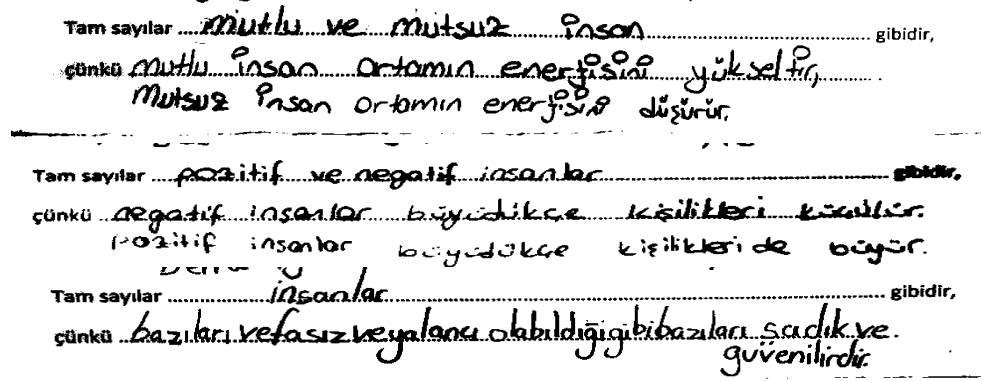 Tam sayılar ....mutlu ve mutsuz insan.... gibidir,
çünkü mutlu insan ortamın enerjisini yükseltir,
mutsuz insan ortamın enerjisini düşürür.
Tam sayılar ....pozitif ve negatif insanlar.... gibidir,
çünkü negatif insanlar büyüdükçe kişilikleri küçülür.
pozitif insanlar büyüdükçe kişilikleri de büyür.
Tam sayılar ....insanlar.... gibidir,
çünkü bazıları vefasız ve yalancı olabildiği gibi bazıları sadık ve
güvenilirdir.